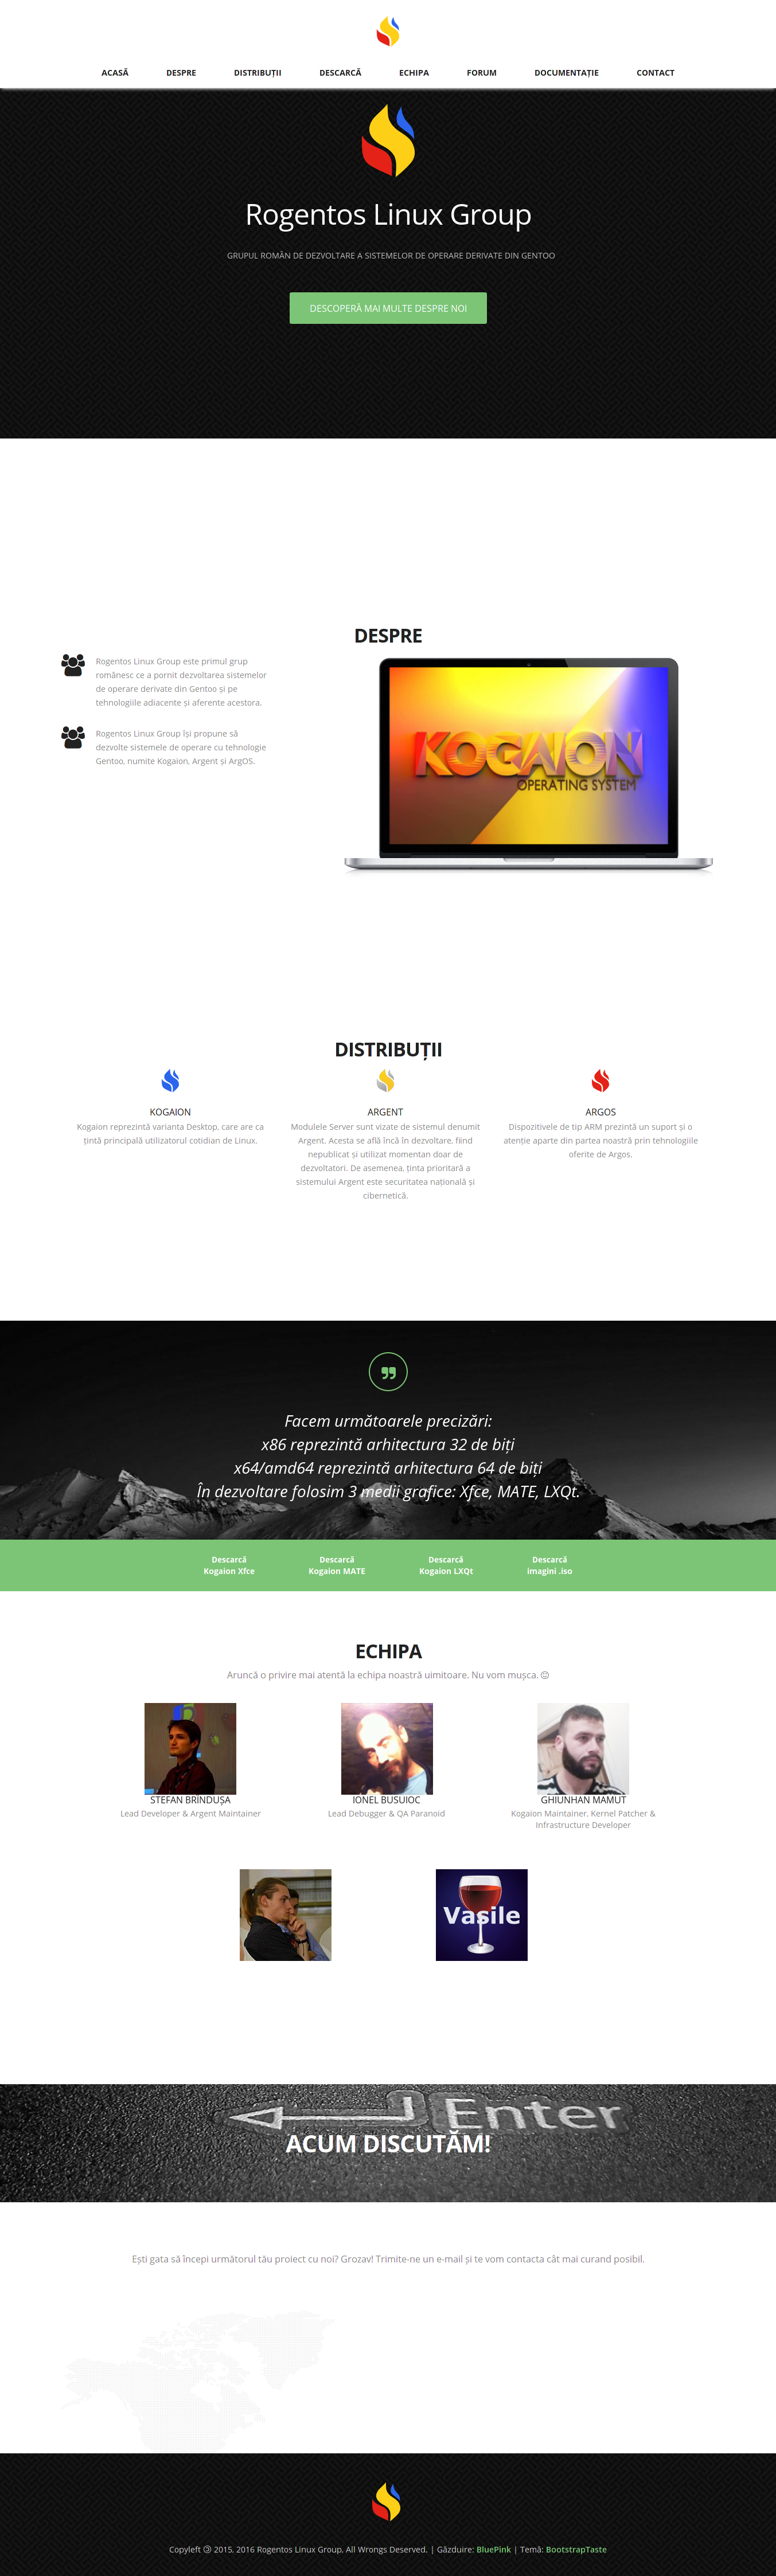 ACASĂ DESPRE DISTRIBUȚII DESCARCĂ ECHIPA FORUM DOCUMENTAȚIE CONTACT
Rogentos Linux Group
GRUPUL ROMÂN DE DEZVOLTARE A SISTEMELOR DE OPERARE DERIVATE DIN GENTOO
DESCOPERĂ MAI MULTE DESPRE NOI
DESPRE
Rogentos Linux Group este primul grup
românesc ce a pornit dezvoltarea sistemelor
de operare derivate din Gentoo și pe
tehnologiile adiacente și aferente acestora.
Rogentos Linux Group își propune să
dezvolte sistemele de operare cu tehnologie
Gentoo, numite Kogaion, Argent și ArgOS.
KOGAION
OPERATING SYSTEM
DISTRIBUȚII
KOGAION
Kogaion reprezintă varianta Desktop, care are ca
țintă principală utilizatorul cotidian de Linux.
ARGENT
Modulele Server sunt vizate de sistemul denumit
Argent. Acesta se află încă în dezvoltare, fiind
nepublicat și utilizat momentan doar de
dezvoltatori. De asemenea, ținta prioritară a
sistemului Argent este securitatea națională și
cibernetică.
ARGOS
Dispozitivele de tip ARM prezintă un suport și o
atenție aparte din partea noastră prin tehnologiile
oferite de Argos.
Facem următoarele precizări:
x86 reprezintă arhitectura 32 de biți
x64/amd64 reprezintă arhitectura 64 de biți
În dezvoltare folosim 3 medii grafice: Xfce, MATE, LXQt.
Descarcă
Kogaion Xfce
Descarcă
Kogaion MATE
Descarcă
Kogaion LXQt
Descarcă
imagini .iso
ECHIPA
Aruncă o privire mai atentă la echipa noastră uimitoare. Nu vom mușca.
STEFAN BRÎNDUȘA
Lead Developer & Argent Maintainer
IONEL BUSUIOC
Lead Debugger & QA Paranoid
GHIUNHAN MAMUT
Kogaion Maintainer, Kernel Patcher &
Infrastructure Developer
Vasile
Enter
ACUM DISCUTĂM!
Ești gata să începi următorul tău proiect cu noi? Grozav! Trimite-ne un e-mail și te vom contacta cât mai curand posibil.
Copyleft 🄯 2015, 2016 Rogentos Linux Group, All Wrongs Deserved. | Găzduire: BluePink | Temă: BootstrapTaste